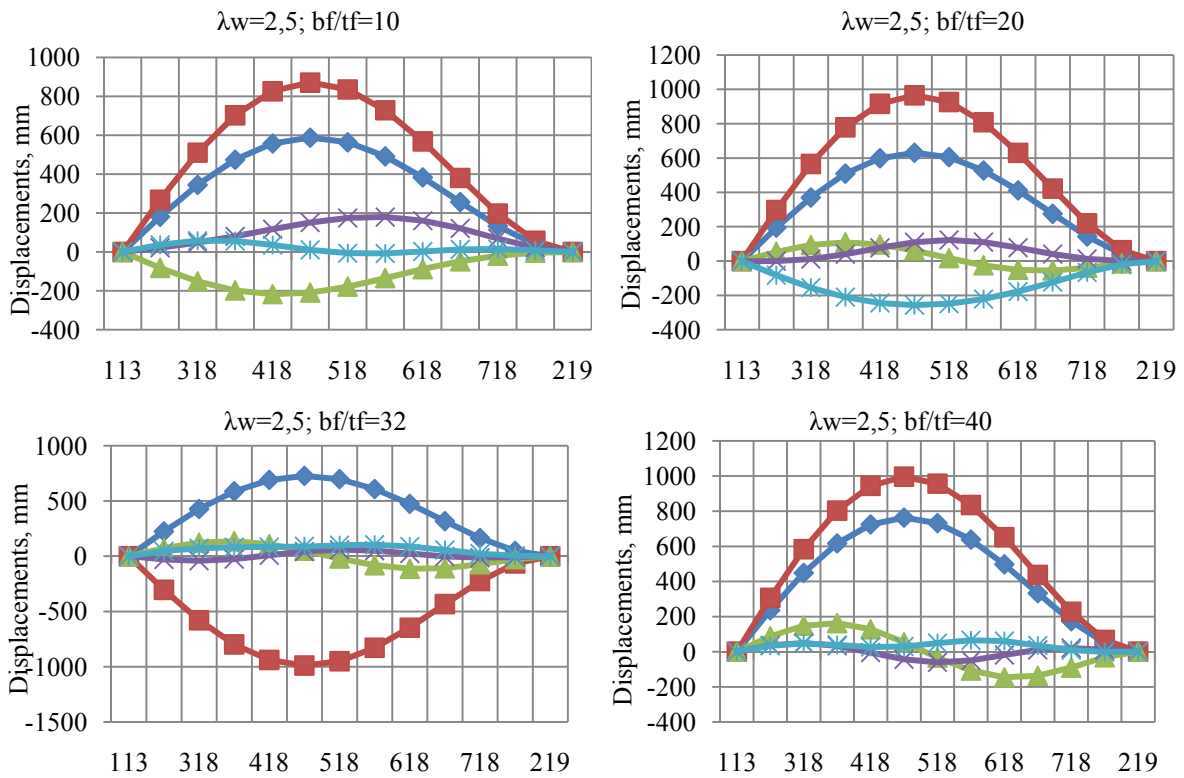 λw=2,5; bf/tf=10
Displacements, mm
1000
800
600
400
200
0
-200
-400
113 318 418 518 618 718 219
λw=2,5; bf/tf=20
Displacements, mm
1200
1000
800
600
400
200
0
-200
-400
113 318 418 518 618 718 219
λw=2,5; bf/tf=32
Displacements, mm
1000
500
0
-500
-1000
-1500
113 318 418 518 618 718 219
λw=2,5; bf/tf=40
Displacements, mm
1200
1000
800
600
400
200
0
-200
-400
113 318 418 518 618 718 219